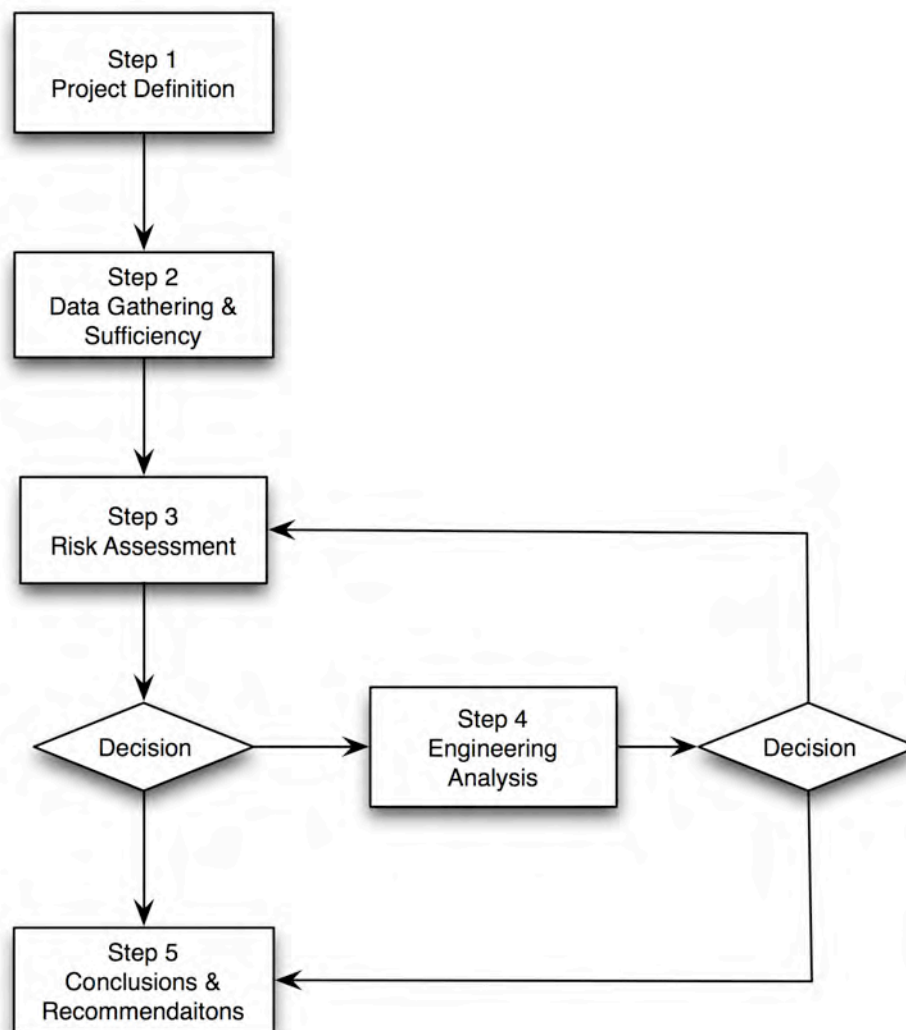 Step 1
Project Definition
Step 2
Data Gathering &
Sufficiency
Step 3
Risk Assessment
Decision
Step 4
Engineering
Analysis
Decision
Step 5
Conclusions &
Recommendaitons